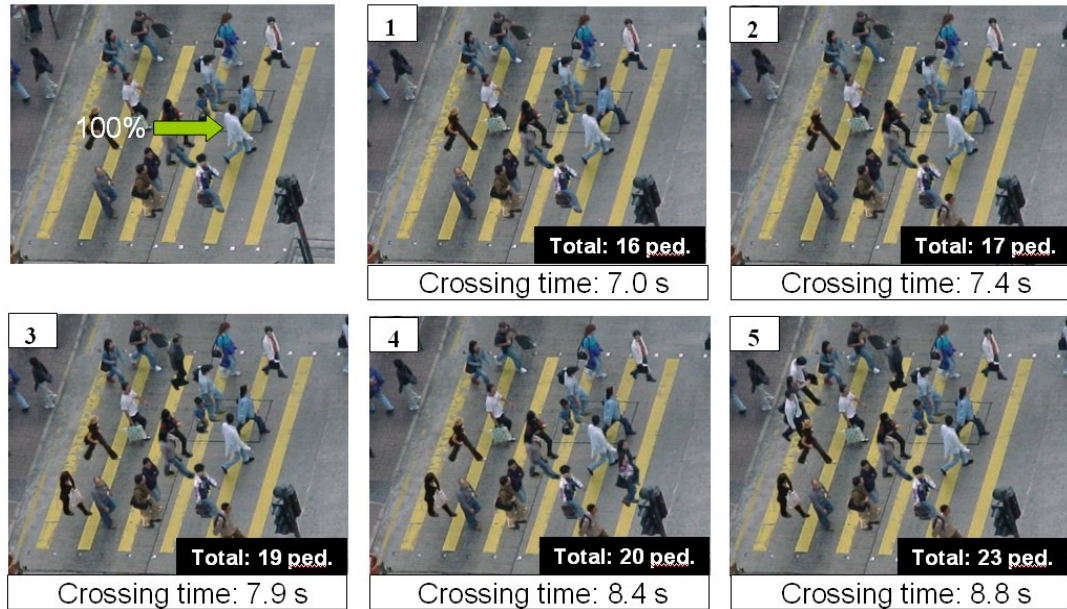 100%
1
Total: 16 ped.
Crossing time: 7.0 s
2
Total: 17 ped.
Crossing time: 7.4 s
3
Total: 19 ped.
Crossing time: 7.9 s
4
Total: 20 ped.
Crossing time: 8.4 s
5
Total: 23 ped.
Crossing time: 8.8 s